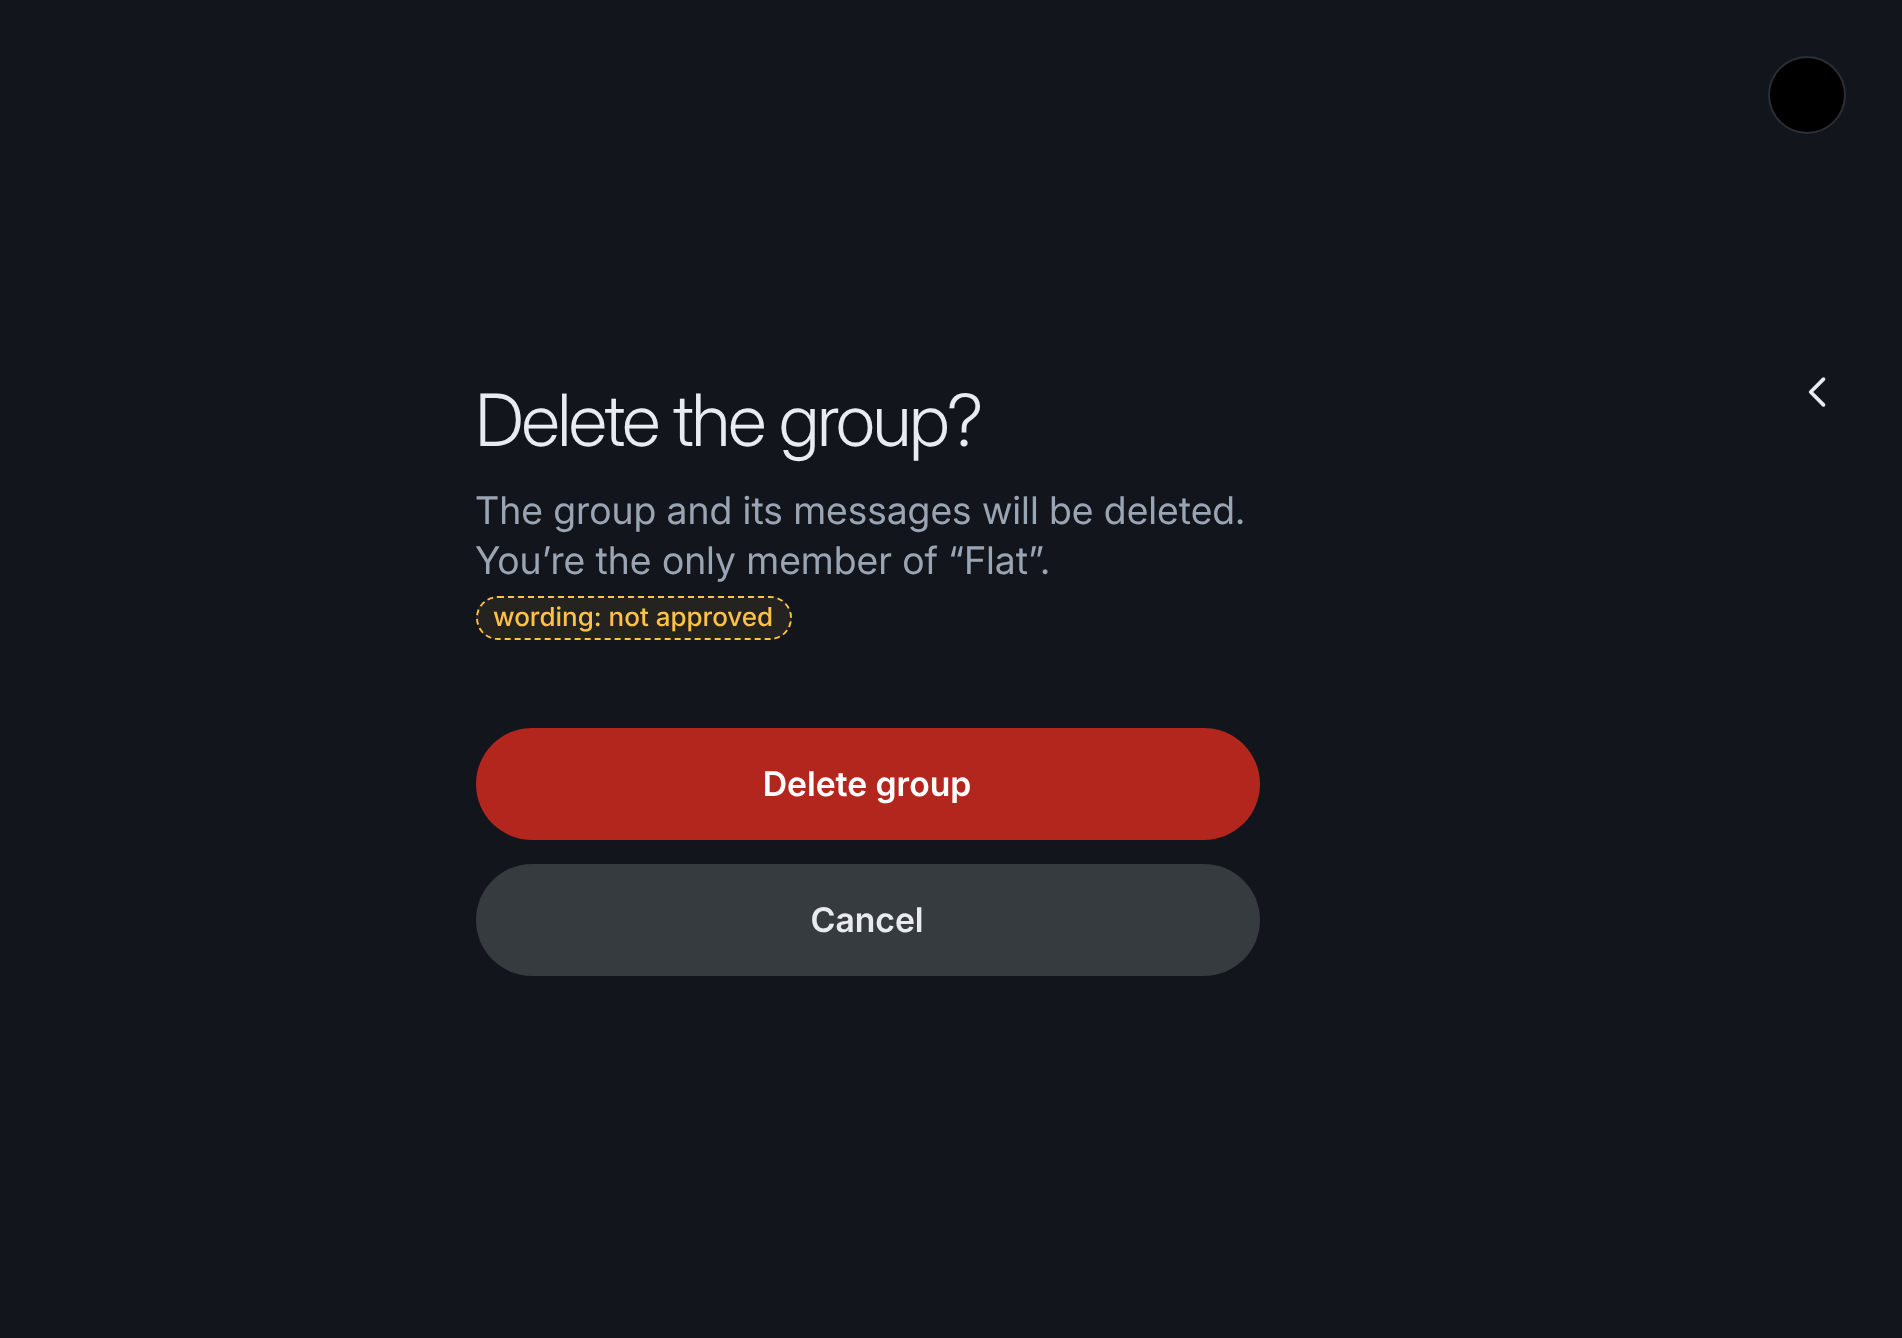 Delete the group?
The group and its messages will be deleted.
You’re the only member of “Flat”.
wording: not approved
Delete group
Cancel